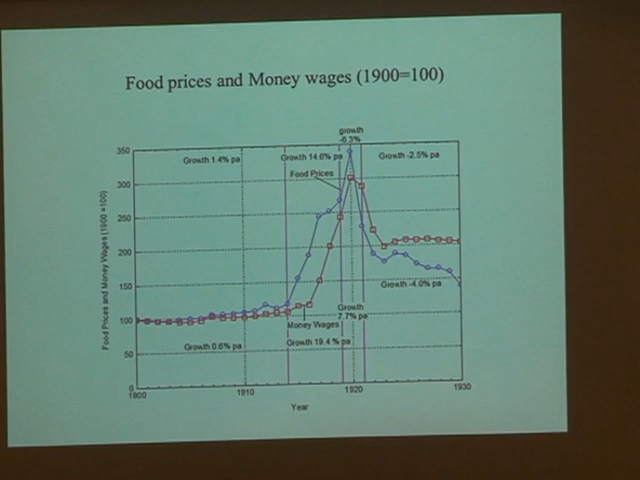 Food prices and Money wages (1900=100)
growth
-6.3%
Growth 1.4% pa
Growth 14.6% pa
Growth -2.5% pa
Food Prices
350
300
250
200
150
100
50
0
Food Prices and Money Wages (1900 =100)
Growth -4.0% pa
Growth
7.7% pa
Money Wages
Growth 0.6% pa
Growth 19.4 % pa
1900
1910
1920
1930
Year